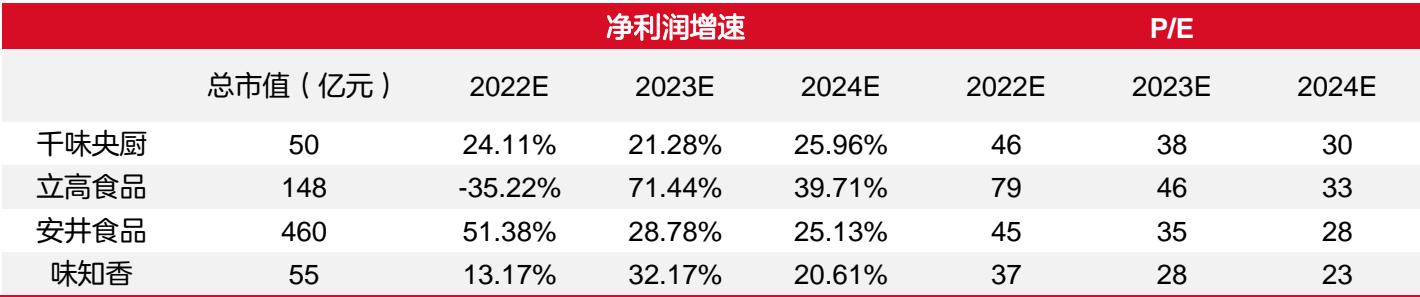 净利润增速 P/E
总市值（亿元） 2022E 2023E 2024E 2022E 2023E 2024E
千味央厨 50 24.11% 21.28% 25.96% 46 38 30
立高食品 148 -35.22% 71.44% 39.71% 79 46 33
安井食品 460 51.38% 28.78% 25.13% 45 35 28
味知香 55 13.17% 32.17% 20.61% 37 28 23